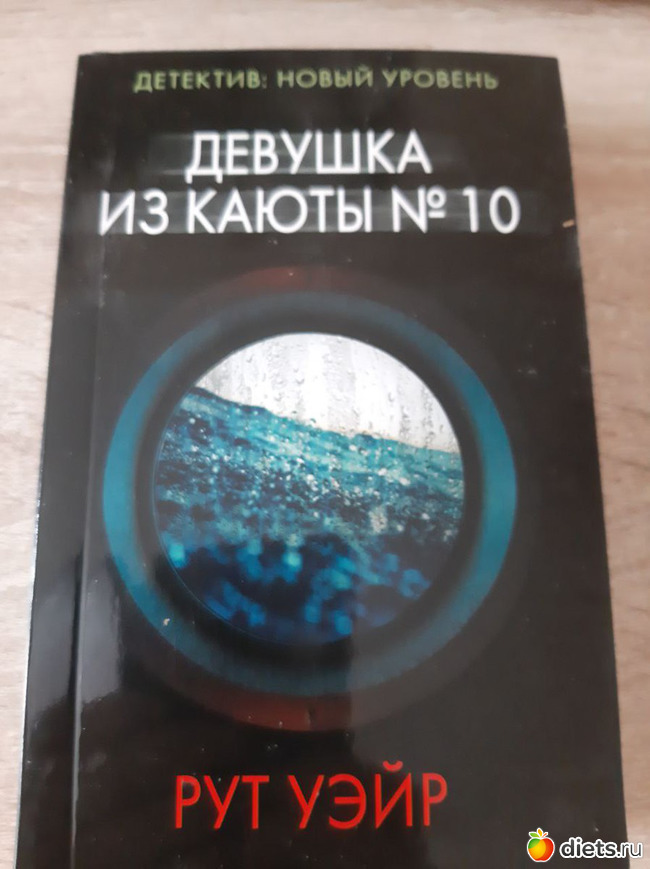 ДЕТЕКТИВ: НОВЫЙ УРОВЕНЬ
ДЕВУШКА
ИЗ КАЮТЫ № 10
РУТ УЭЙР
diets.ru